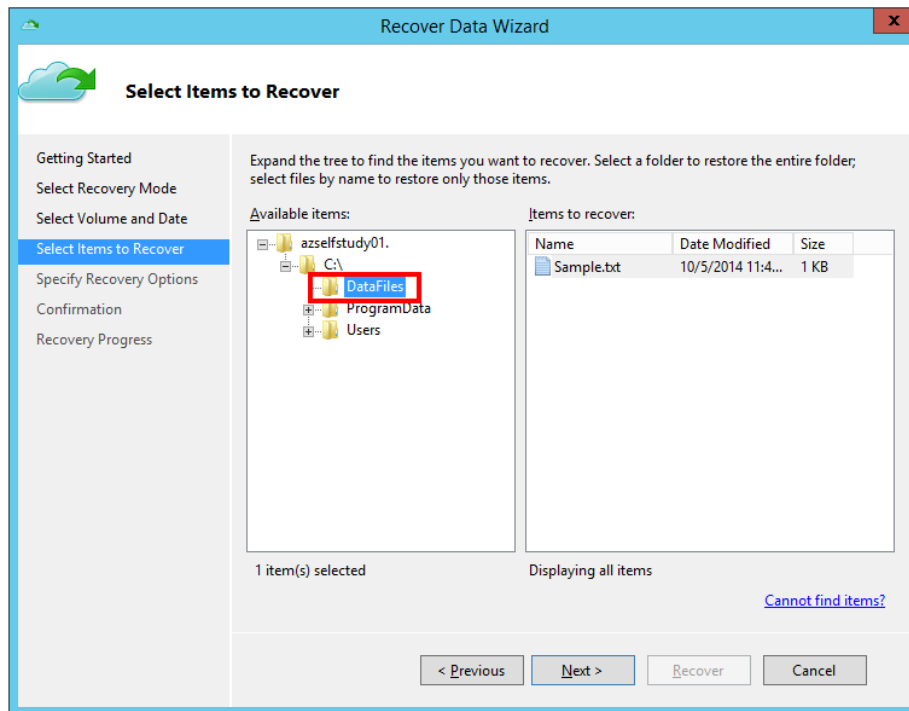 Recover Data Wizard
x
Select Items to Recover
Getting Started
Select Recovery Mode
Select Volume and Date
Select Items to Recover
Specify Recovery Options
Confirmation
Recovery Progress
Expand the tree to find the items you want to recover. Select a folder to restore the entire folder;
select files by name to restore only those items.
Available items:
azselfstudy01.
C:\
DataFiles
ProgramData
Users
1 item(s) selected
Items to recover:
Name Date Modified Size
Sample.txt 10/5/2014 11:4... 1 KB
Displaying all items
Cannot find items?
< Previous Next > Recover Cancel